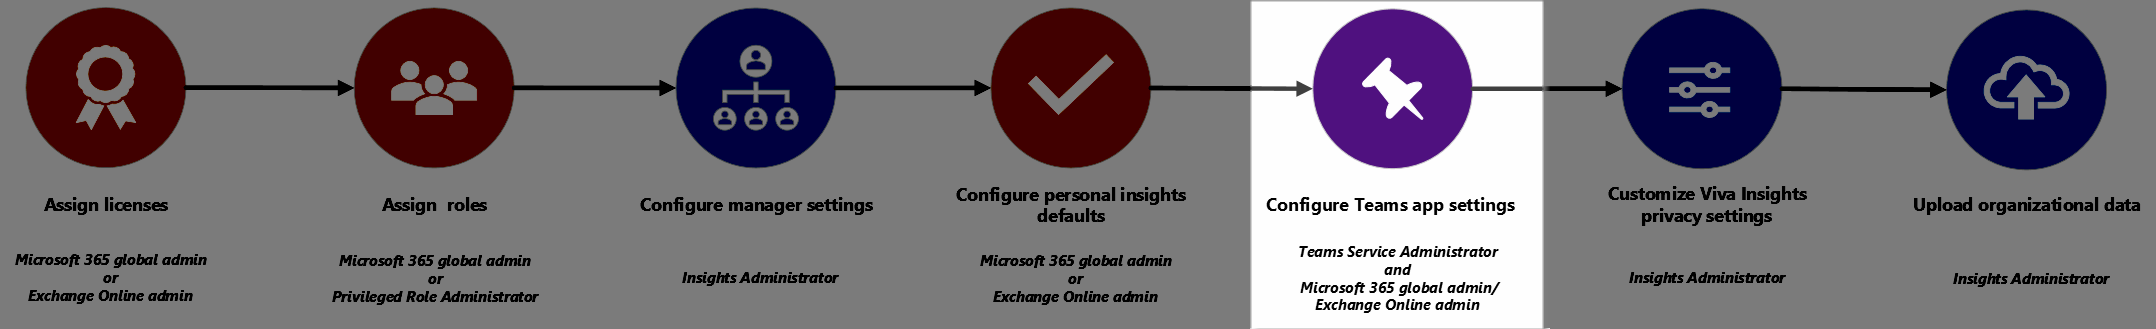 Assign licenses
Microsoft 365 global admin
or
Exchange Online admin
Assign roles
Microsoft 365 global admin
or
Privileged Role Administrator
Configure manager settings
Insights Administrator
Configure personal insights
defaults
Microsoft 365 global admin
or
Exchange Online admin
Configure Teams app settings
Teams Service Administrator
and
Microsoft 365 global admin/
Exchange Online admin
Customize Viva Insights
privacy settings
Insights Administrator
Upload organizational data
Insights Administrator